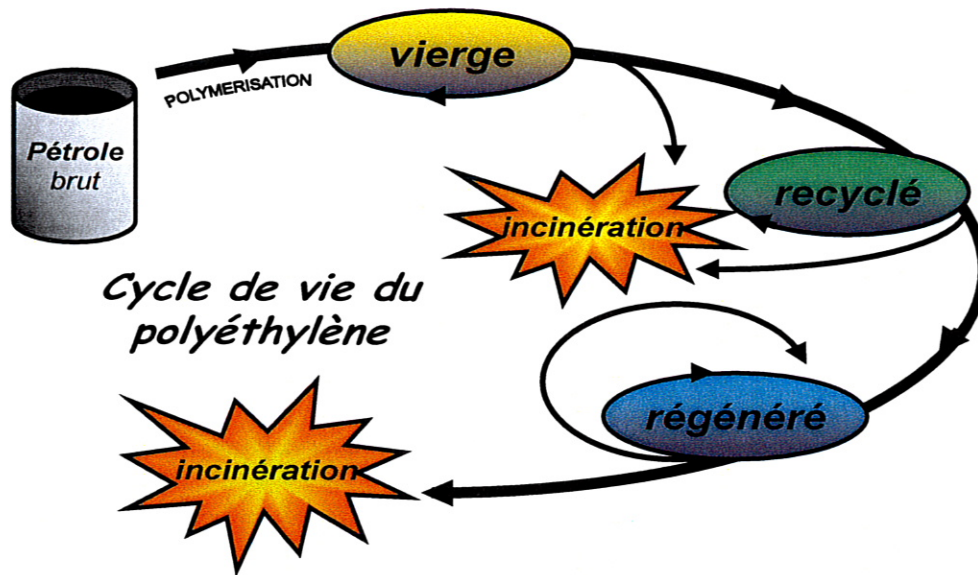 vierge
POLYMERISATION
Pétrole
brut
recyclé
incinération
Cycle de vie du
polyéthylène
régénéré
incinération